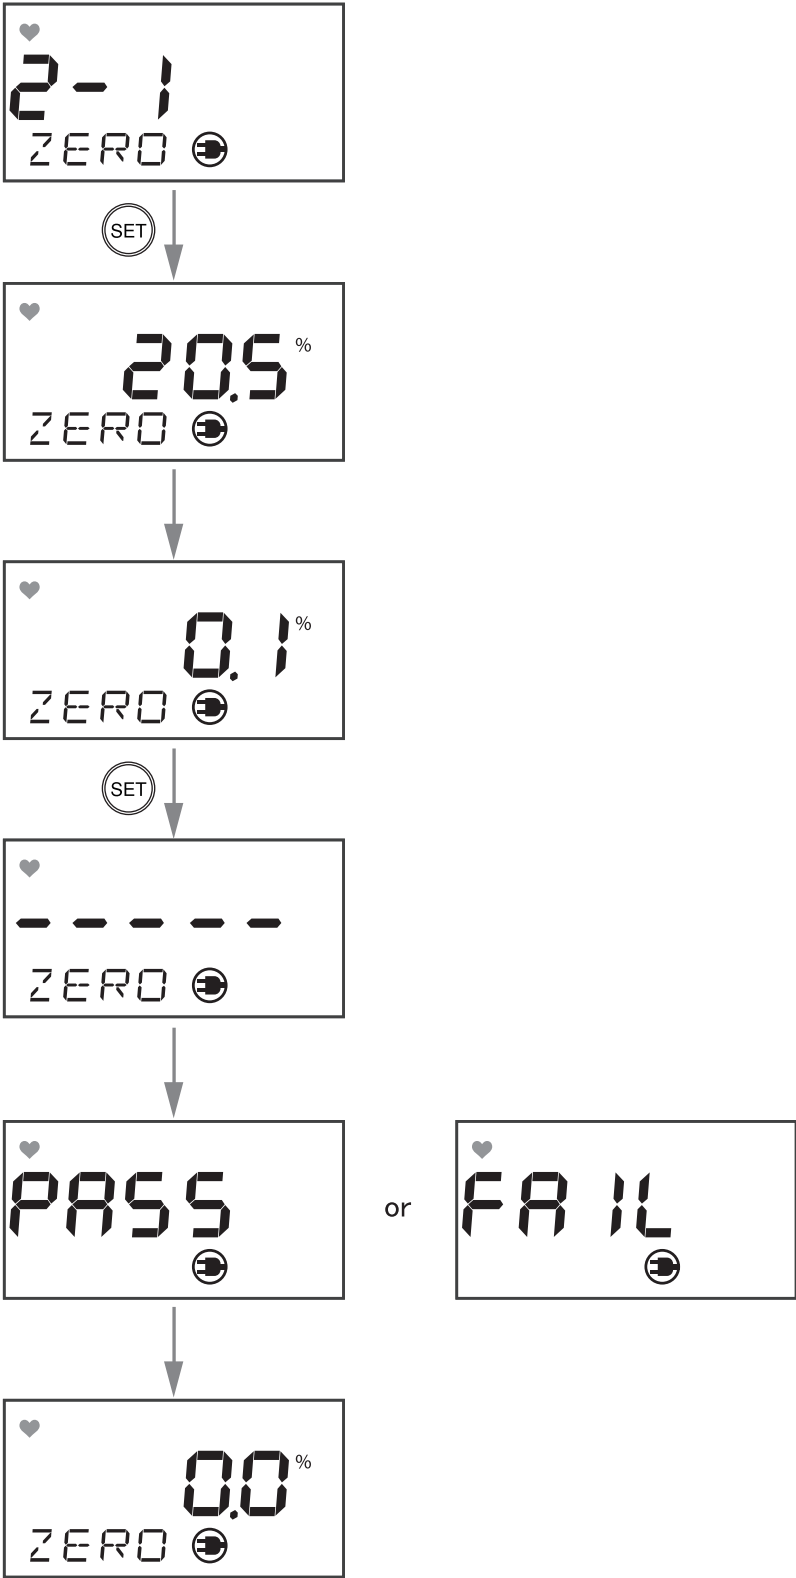 2-1
ZERO
SET
20.5 %
ZERO
0.1 %
ZERO
SET
-----
ZERO
PASS
or
FAIL
0.0 %
ZERO